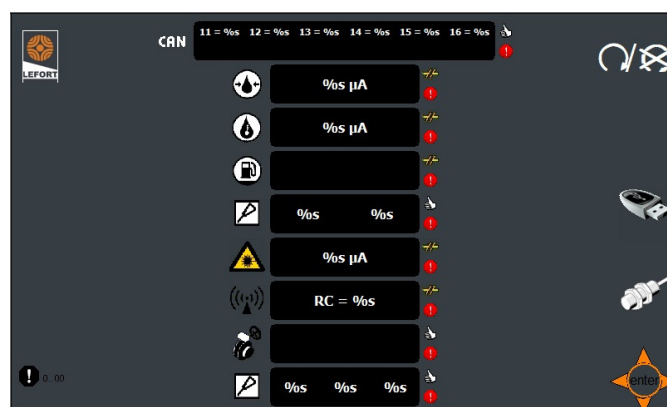 LEFORT
CAN
11 = %s 12 = %s 13 = %s 14 = %s 15 = %s 16 = %s
%s µA
%s µA
%s %s
%s µA
RC = %s
%s %s %s
0...00
enter